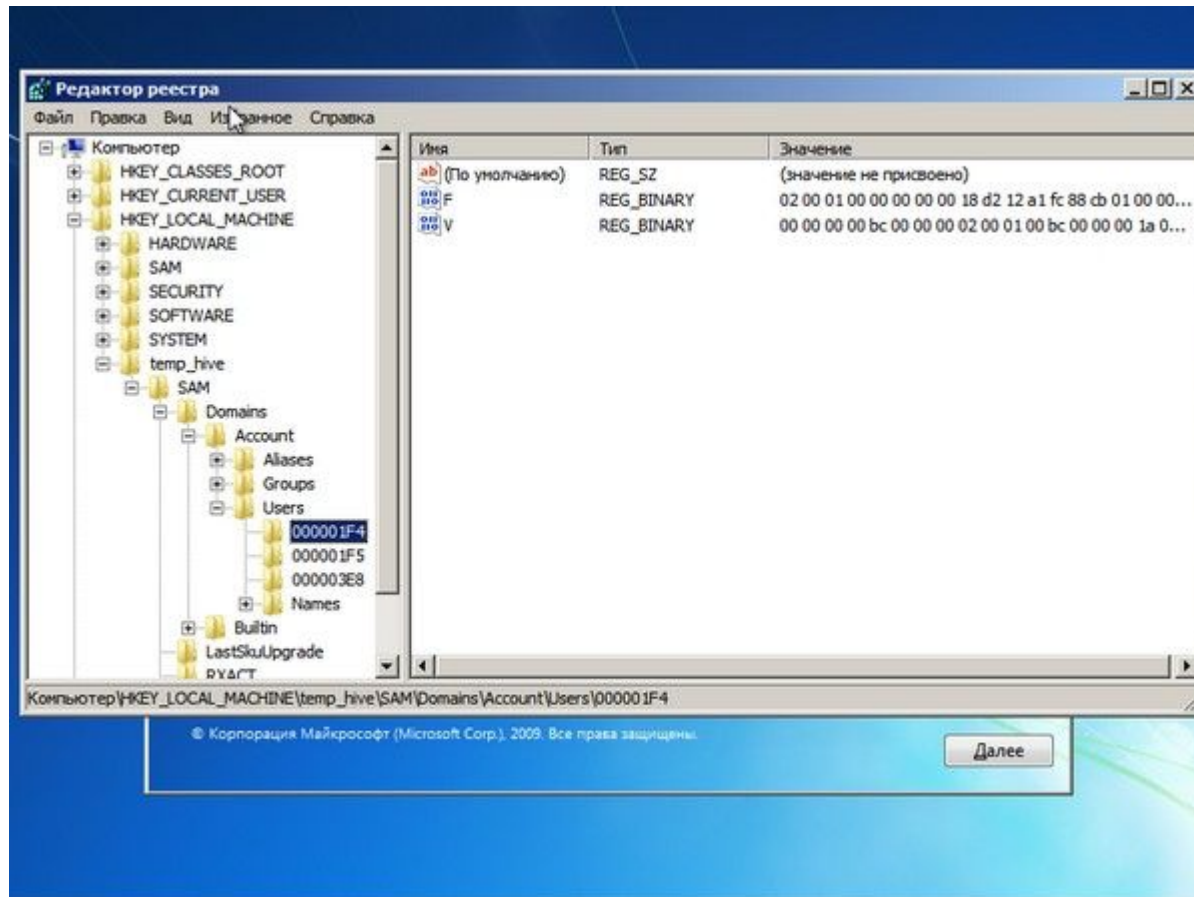 Редактор реестра
Файл Правка Вид Избранное Справка
Компьютер
HKEY_CLASSES_ROOT
HKEY_CURRENT_USER
HKEY_LOCAL_MACHINE
HARDWARE
SAM
SECURITY
SOFTWARE
SYSTEM
temp_hive
SAM
Domains
Account
Aliases
Groups
Users
000001F4
000001F5
000003E8
Names
Builtin
LastSkuUpgrade
RXACT
Имя Тип Значение
(По умолчанию) REG_SZ (значение не присвоено)
F REG_BINARY 02 00 01 00 00 00 00 00 18 d2 12 a1 fc 88 cb 01 00 00...
V REG_BINARY 00 00 00 00 bc 00 00 00 02 00 01 00 bc 00 00 00 1a 0...
Компьютер\HKEY_LOCAL_MACHINE\temp_hive\SAM\Domains\Account\Users\000001F4
© Корпорация Майкрософт (Microsoft Corp.), 2009. Все права защищены.
Далее